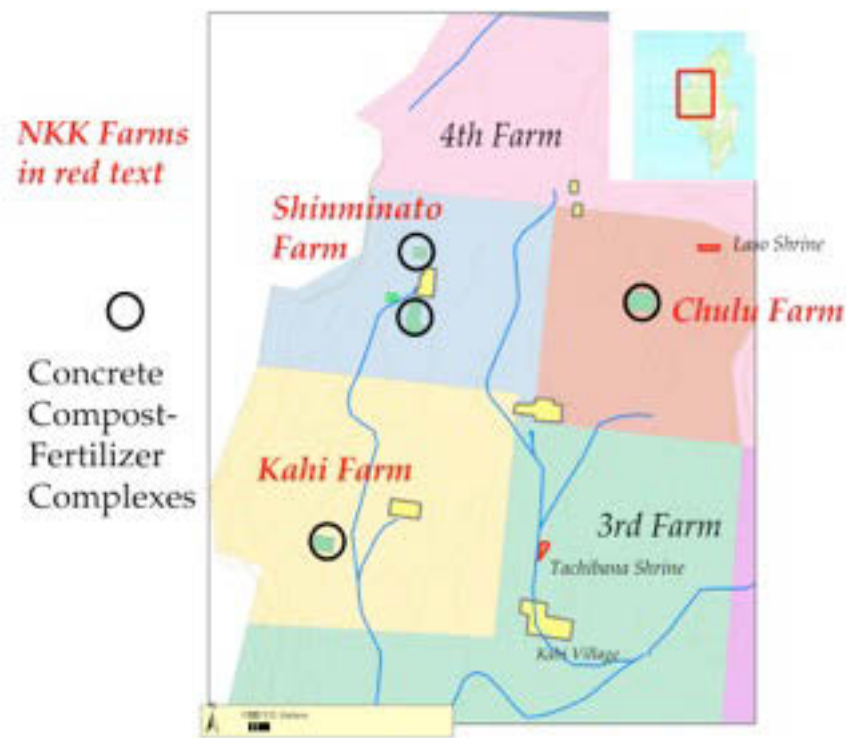 4th Farm
NKK Farms
in red text
Shinminato
Farm
Laso Shrine
Chulu Farm
Concrete
Compost-
Fertilizer
Complexes
Kahi Farm
3rd Farm
Tachibana Shrine
Kahi Village